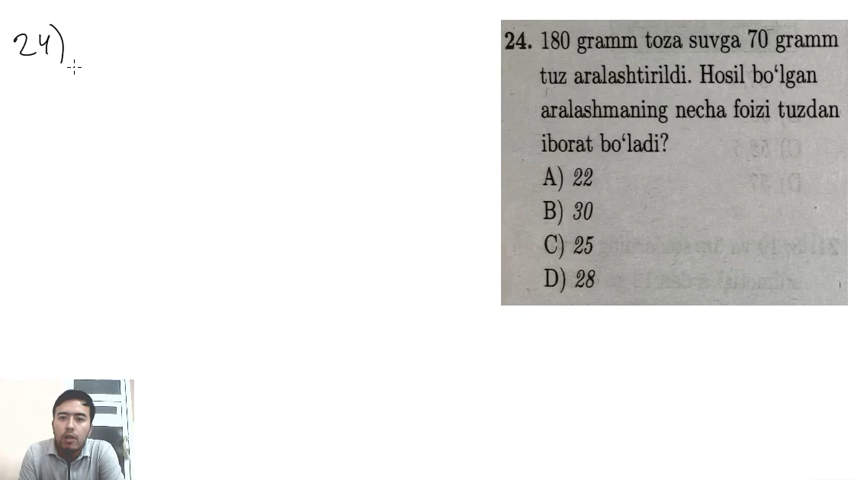 24)
24. 180 gramm toza suvga 70 gramm
tuz aralashtirildi. Hosil bo‘lgan
aralashmaning necha foizi tuzdan
iborat bo‘ladi?
A) 22
B) 30
C) 25
D) 28